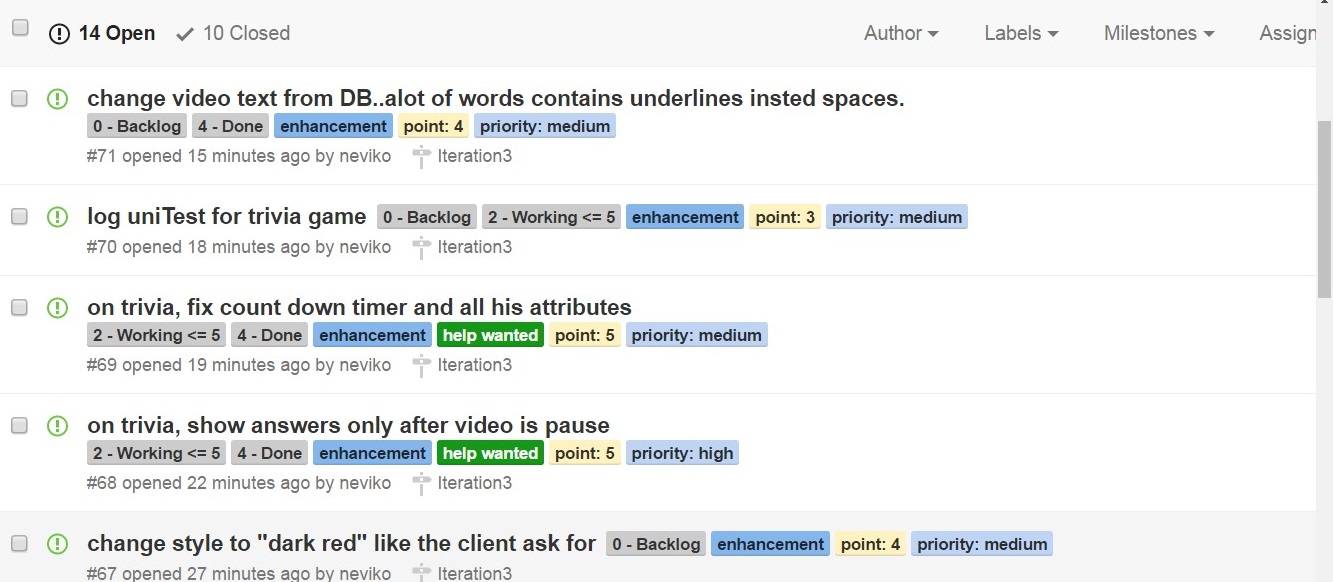 14 Open 10 Closed Author Labels Milestones Assign
change video text from DB..alot of words contains underlines insted spaces.
0 - Backlog 4 - Done enhancement point: 4 priority: medium
#71 opened 15 minutes ago by neviko Iteration3
log uniTest for trivia game 0 - Backlog 2 - Working <= 5 enhancement point: 3 priority: medium
#70 opened 18 minutes ago by neviko Iteration3
on trivia, fix count down timer and all his attributes
2 - Working <= 5 4 - Done enhancement help wanted point: 5 priority: medium
#69 opened 19 minutes ago by neviko Iteration3
on trivia, show answers only after video is pause
2 - Working <= 5 4 - Done enhancement help wanted point: 5 priority: high
#68 opened 22 minutes ago by neviko Iteration3
change style to "dark red" like the client ask for 0 - Backlog enhancement point: 4 priority: medium
#67 opened 27 minutes ago by neviko Iteration3